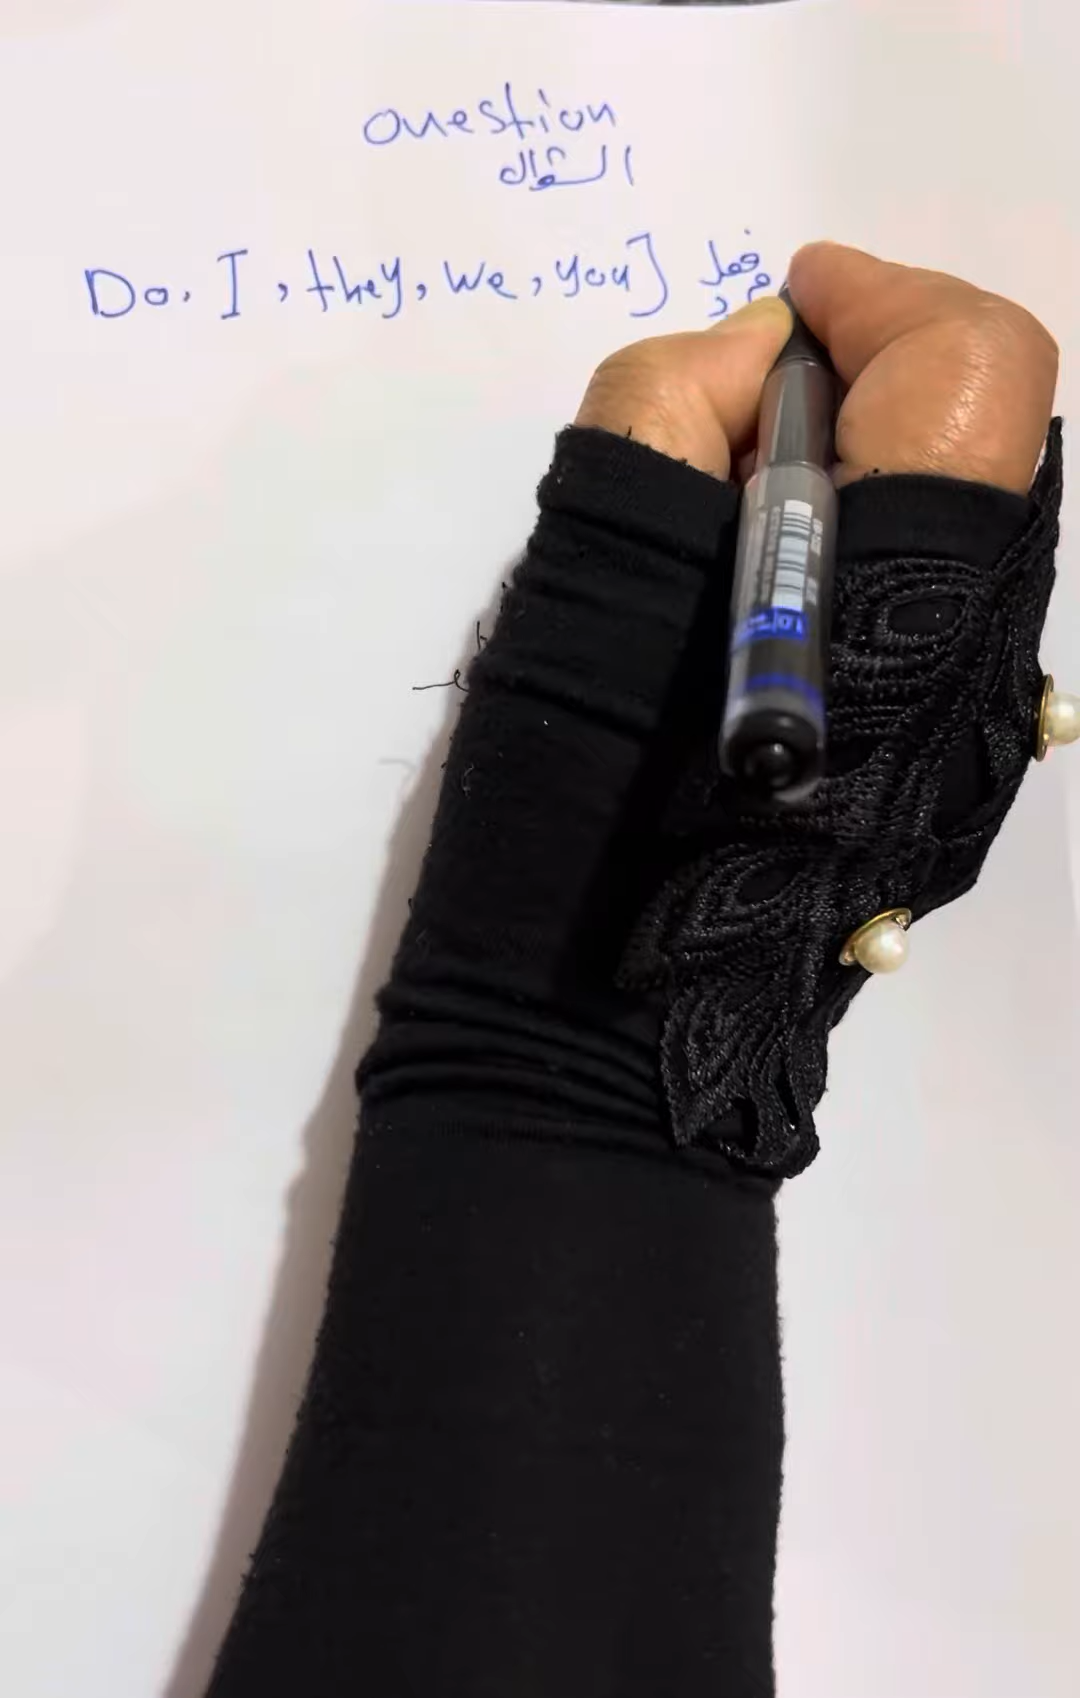 Question
السؤال
Do. I, they, we, you] فعل